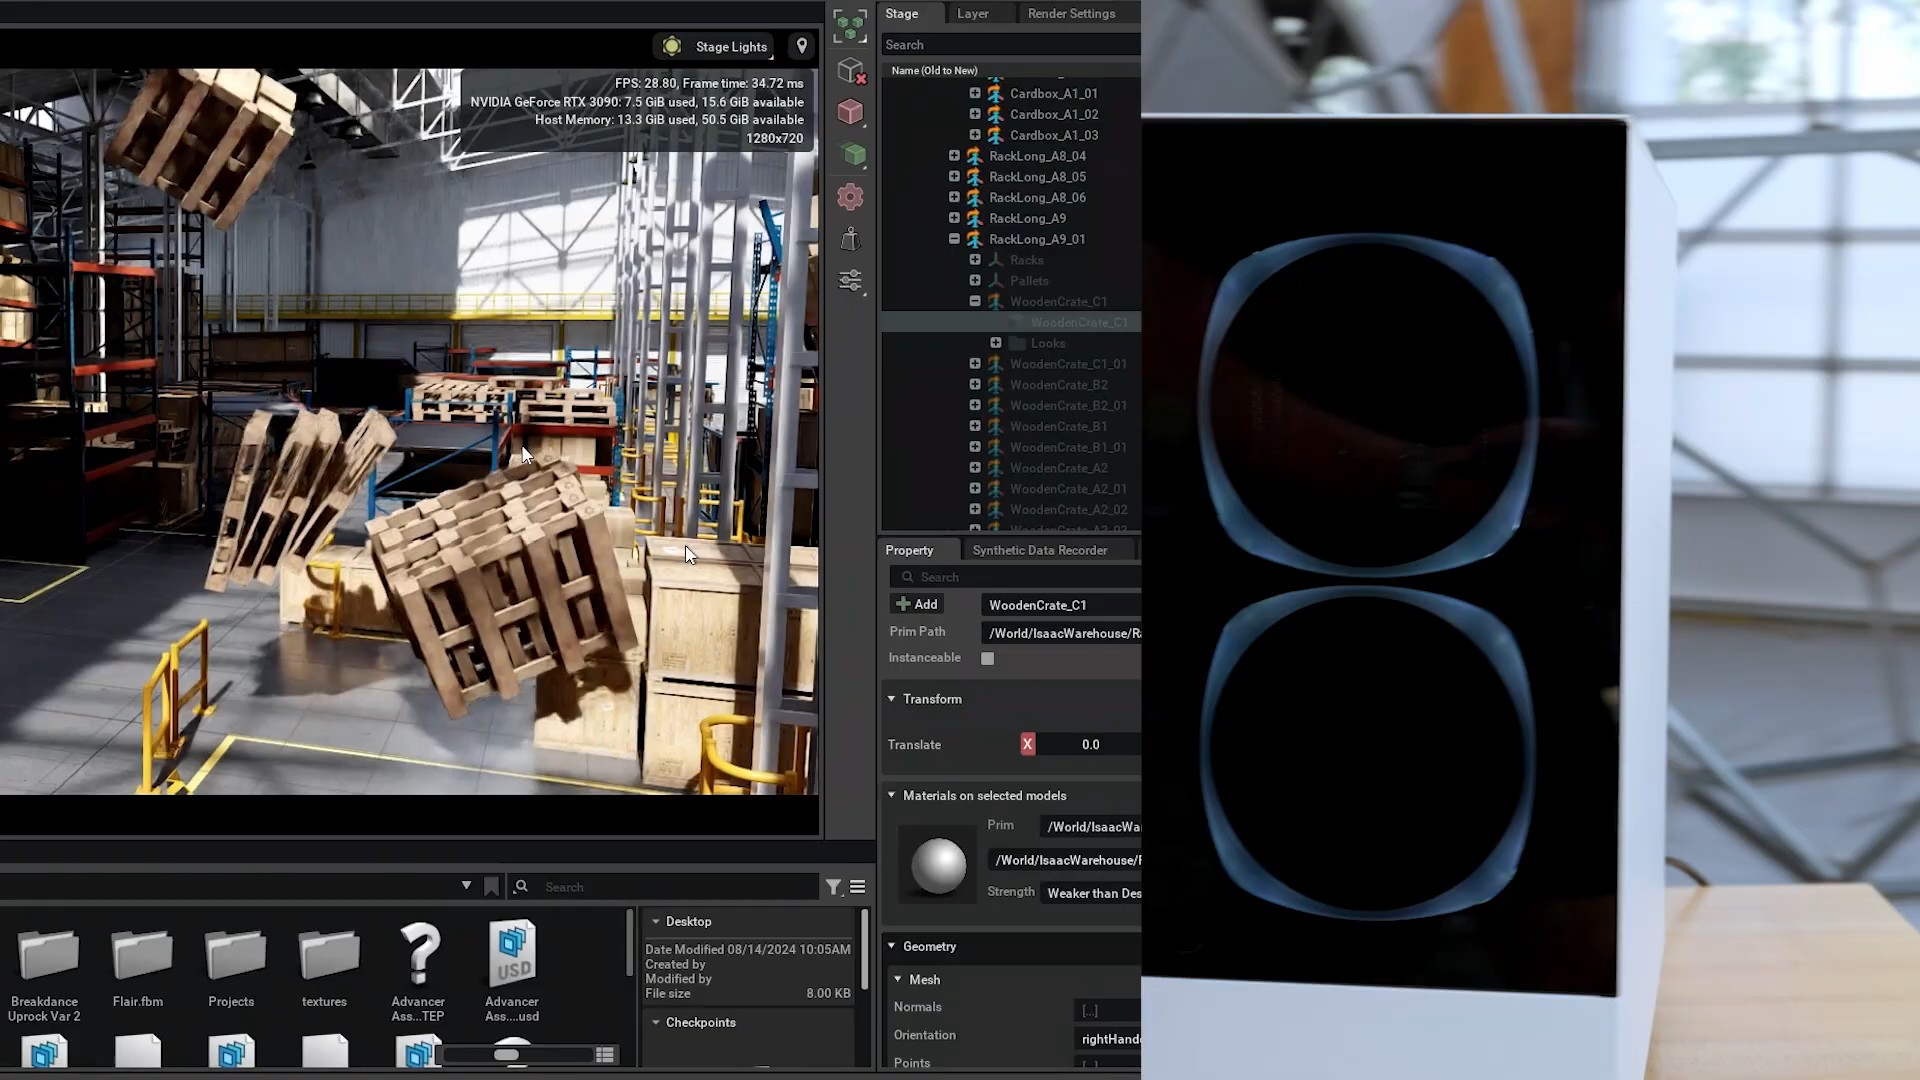 Stage Lights
FPS: 28.80, Frame time: 34.72 ms
NVIDIA GeForce RTX 3090: 7.5 GiB used, 15.6 GiB available
Host Memory: 13.3 GiB used, 50.5 GiB available
1280x720
Stage
Layer
Render Settings
Search
Name (Old to New)
Cardbox_A1_01
Cardbox_A1_02
Cardbox_A1_03
RackLong_A8_04
RackLong_A8_05
RackLong_A8_06
RackLong_A9
RackLong_A9_01
Racks
Pallets
WoodenCrate_C1
WoodenCrate_C1
Looks
WoodenCrate_C1_01
WoodenCrate_B2
WoodenCrate_B2_01
WoodenCrate_B1
WoodenCrate_B1_01
WoodenCrate_A2
WoodenCrate_A2_01
WoodenCrate_A2_02
WoodenCrate_A2_03
Property
Synthetic Data Recorder
Search
Add
WoodenCrate_C1
Prim Path
/World/IsaacWarehouse/R
Instanceable
Transform
Translate
X
0.0
Materials on selected models
Prim
/World/IsaacWa
/World/IsaacWarehouse/
Strength
Weaker than Des
Geometry
Mesh
Normals
[...]
Orientation
rightHand
Points
Search
Breakdance
Uprock Var 2
Flair.fbm
Projects
textures
Advancer
Ass...TEP
USD
Advancer
Ass....usd
Desktop
Date Modified 08/14/2024 10:05AM
Created by
Modified by
File size
8.00 KB
Checkpoints